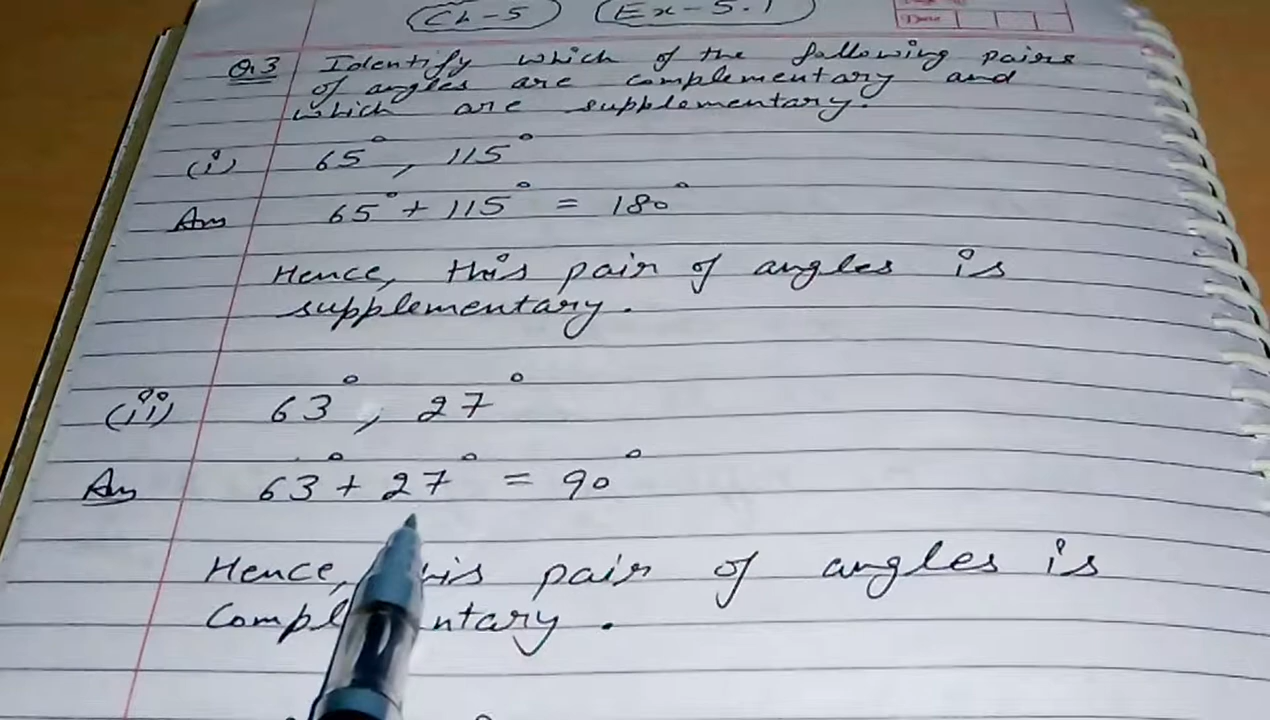 Ch-5 Ex-5.1
Date
Q.3 Identify which of the following pairs
of angles are complementary and
which are supplementary.
(i) 65°, 115°
Ans 65° + 115° = 180°
Hence, this pair of angles is
supplementary.
(ii) 63°, 27°
Ans 63° + 27° = 90°
Hence, this pair of angles is